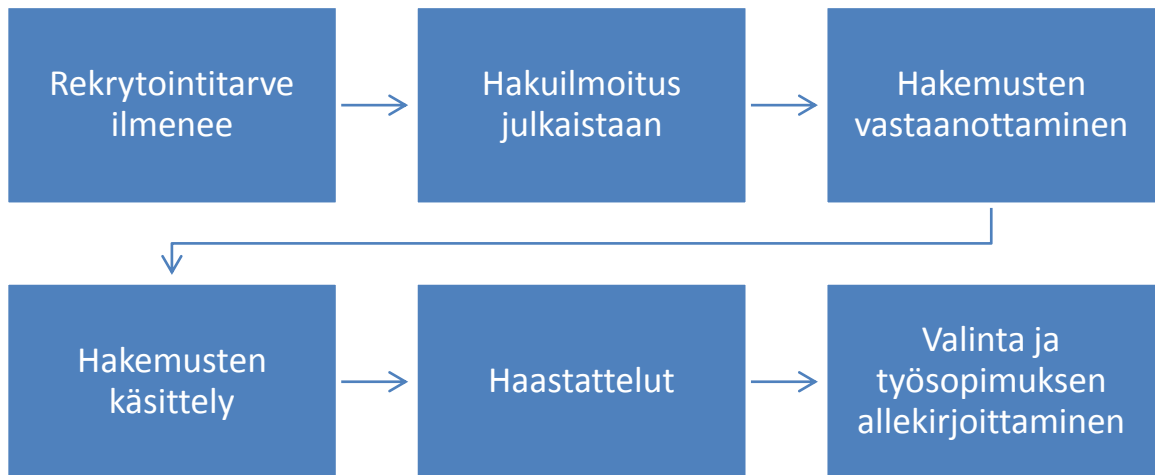 Rekrytointitarve
ilmenee
Hakuilmoitus
julkaistaan
Hakemusten
vastaanottaminen
Hakemusten
käsittely
Haastattelut
Valinta ja
työsopimuksen
allekirjoittaminen